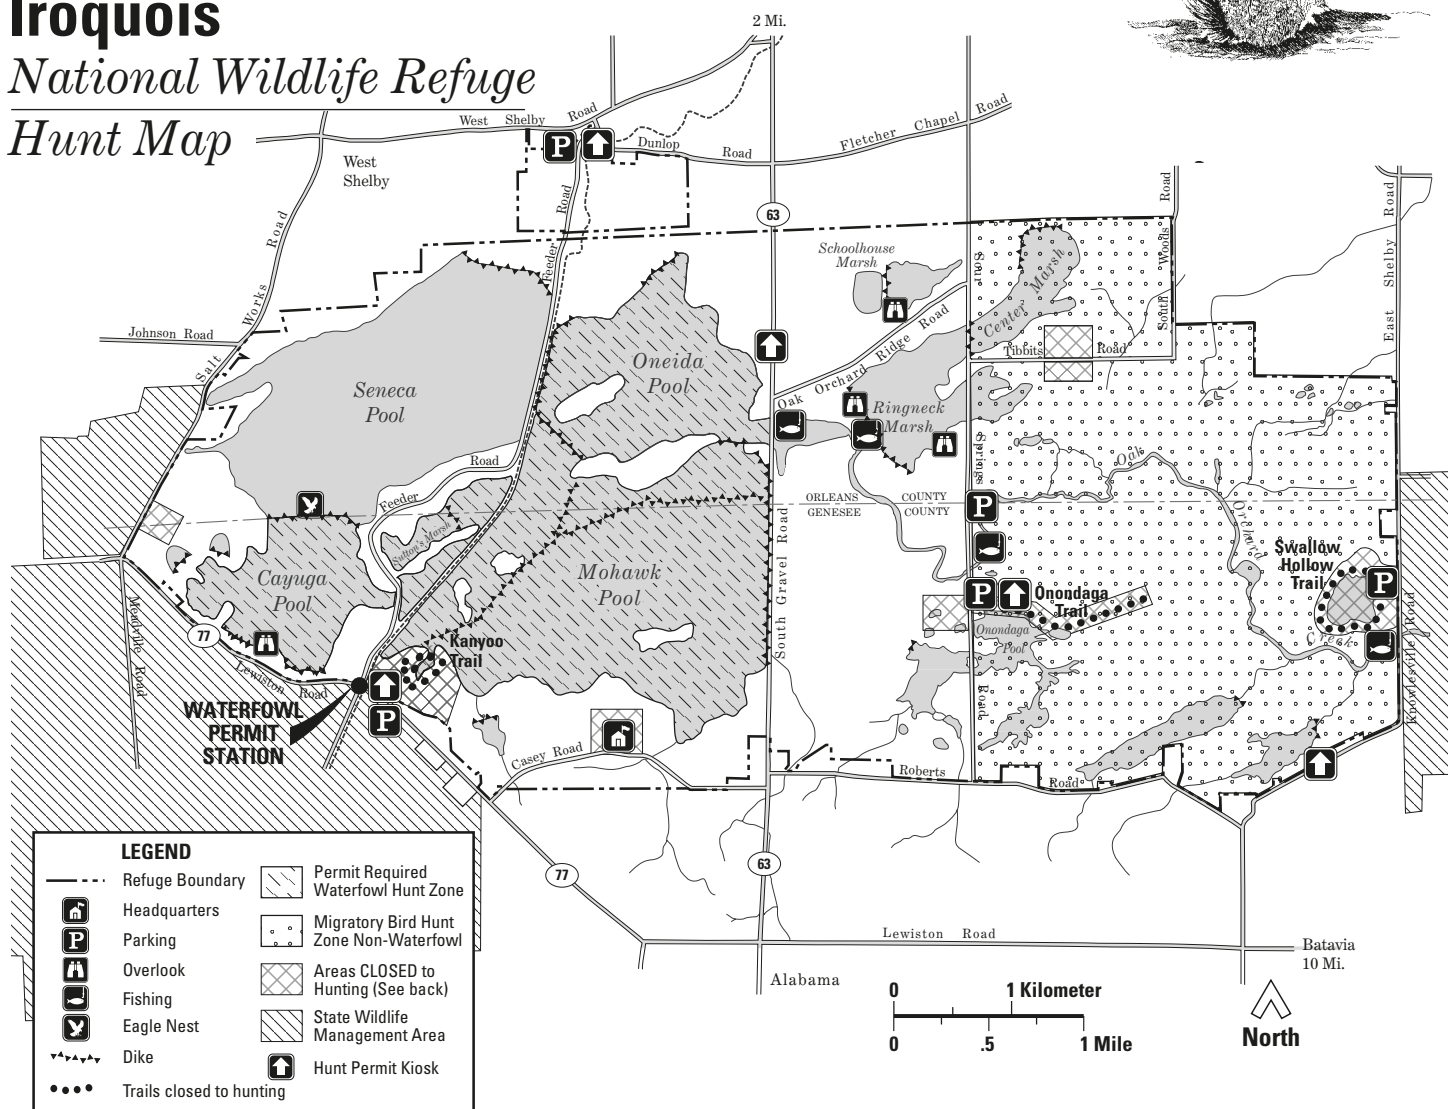 Iroquois
National Wildlife Refuge
Hunt Map
2 Mi.
West Shelby Road
West
Shelby
Dunlop Road
Fletcher Chapel Road
63
Schoolhouse
Marsh
Feeder Road
Salt Works Road
Johnson Road
Seneca
Pool
Oneida
Pool
Oak Orchard Ridge Road
Center Marsh
Sour Springs Road
South Woods Road
East Shelby Road
Tibbits Road
Ringneck
Marsh
Feeder Road
Sutton's Marsh
ORLEANS COUNTY
GENESEE COUNTY
Oak Orchard Creek
Cayuga
Pool
Mohawk
Pool
South Gravel Road
Swallow
Hollow
Trail
Onondaga
Trail
Onondaga
Pool
Meadville Road
77
Lewiston Road
Kanyoo
Trail
WATERFOWL
PERMIT
STATION
Knowlesville Road
Casey Road
Roberts Road
P
P
P
P
P
77
63
Lewiston Road
Alabama
Batavia
10 Mi.
LEGEND
Refuge Boundary
Headquarters
P Parking
Overlook
Fishing
Eagle Nest
Dike
Trails closed to hunting
Permit Required
Waterfowl Hunt Zone
Migratory Bird Hunt
Zone Non-Waterfowl
Areas CLOSED to
Hunting (See back)
State Wildlife
Management Area
Hunt Permit Kiosk
0 1 Kilometer
0 .5 1 Mile
North